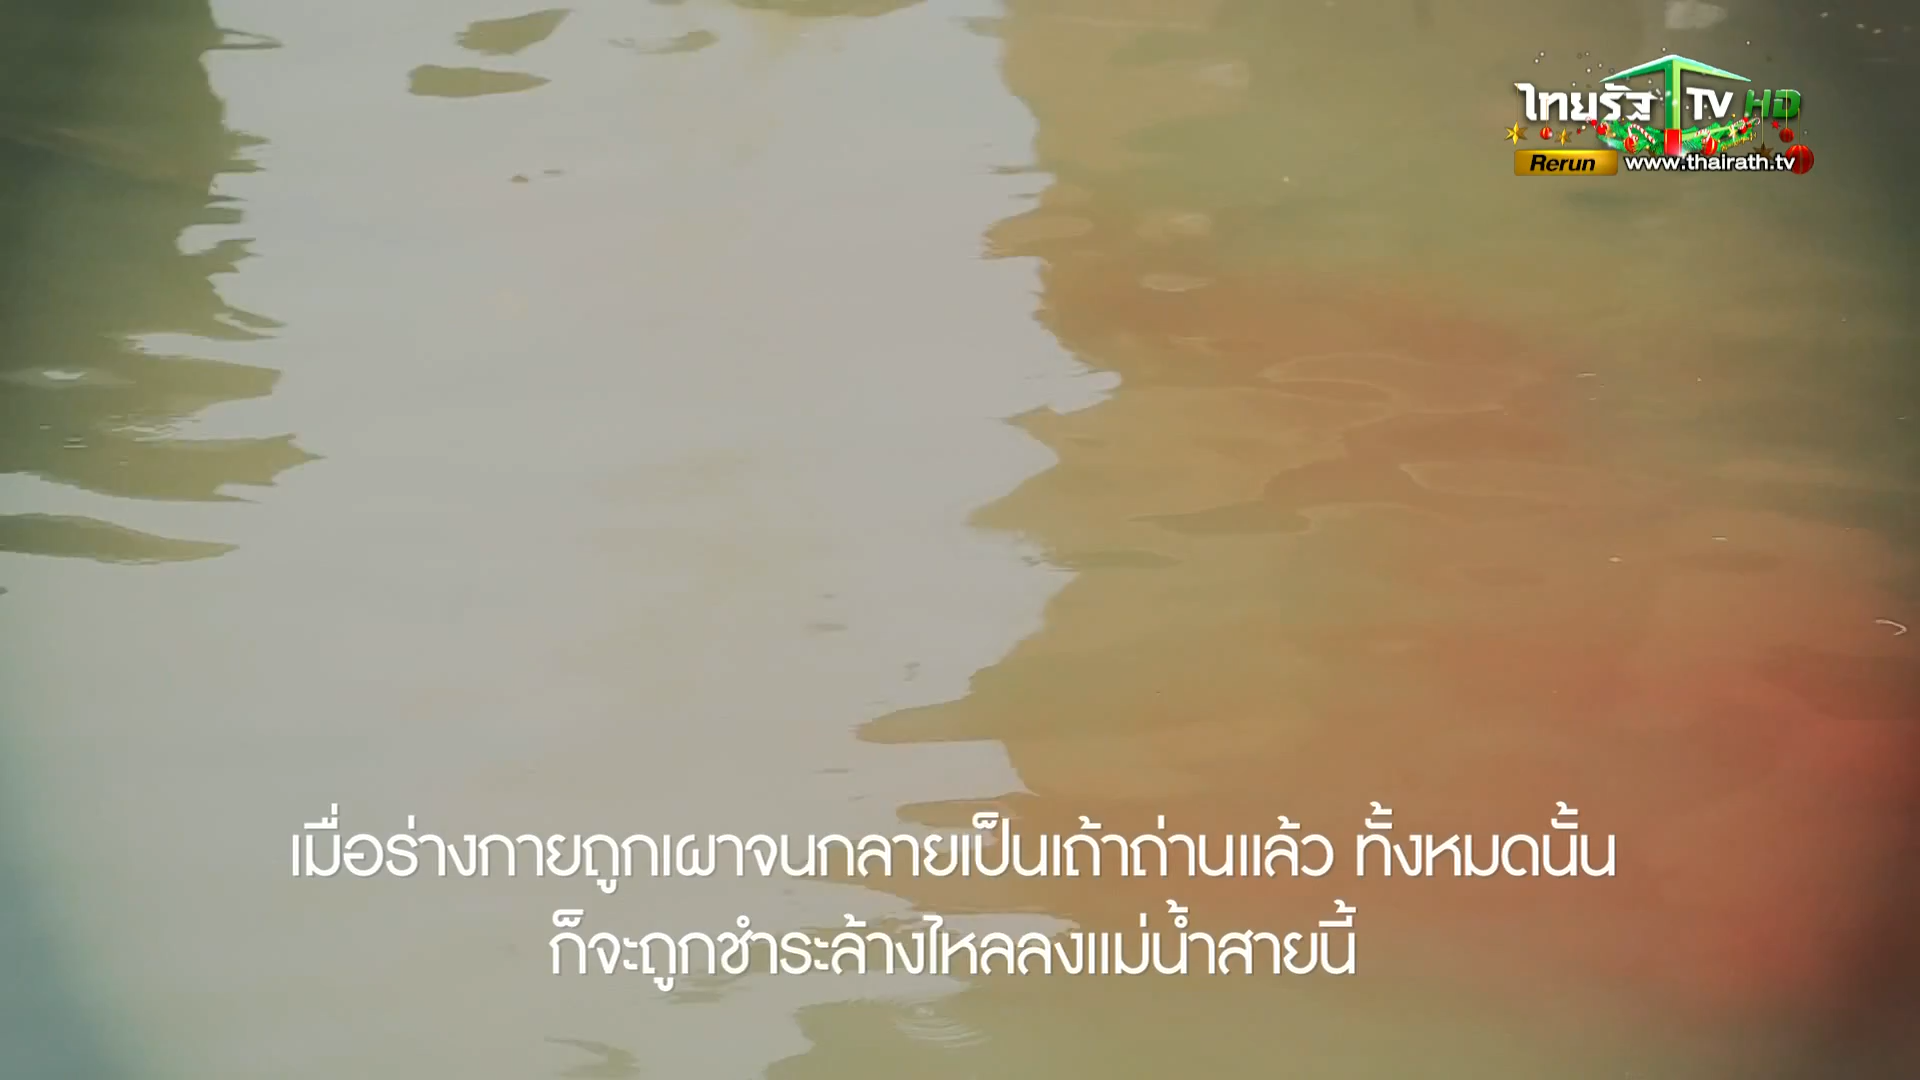 ไทยรัฐ TV HD
Rerun www.thairath.tv
เมื่อร่างกายถูกเผาจนกลายเป็นเถ้าถ่านแล้ว ทั้งหมดนั้น
ก็จะถูกชำระล้างไหลลงแม่น้ำสายนี้